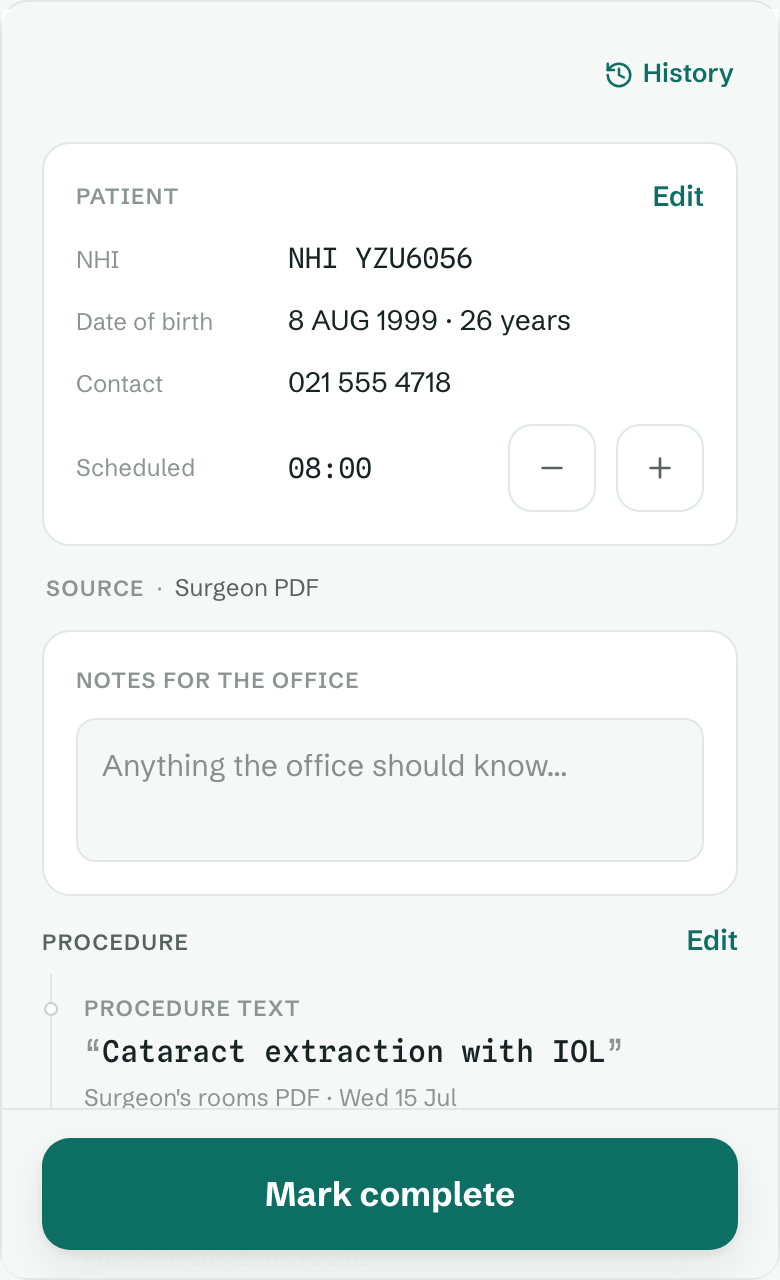 History
PATIENT Edit
NHI NHI YZU6056
Date of birth 8 AUG 1999 · 26 years
Contact 021 555 4718
Scheduled 08:00 − +
SOURCE · Surgeon PDF
NOTES FOR THE OFFICE
Anything the office should know…
PROCEDURE Edit
PROCEDURE TEXT
“Cataract extraction with IOL”
Surgeon's rooms PDF · Wed 15 Jul
Mark complete